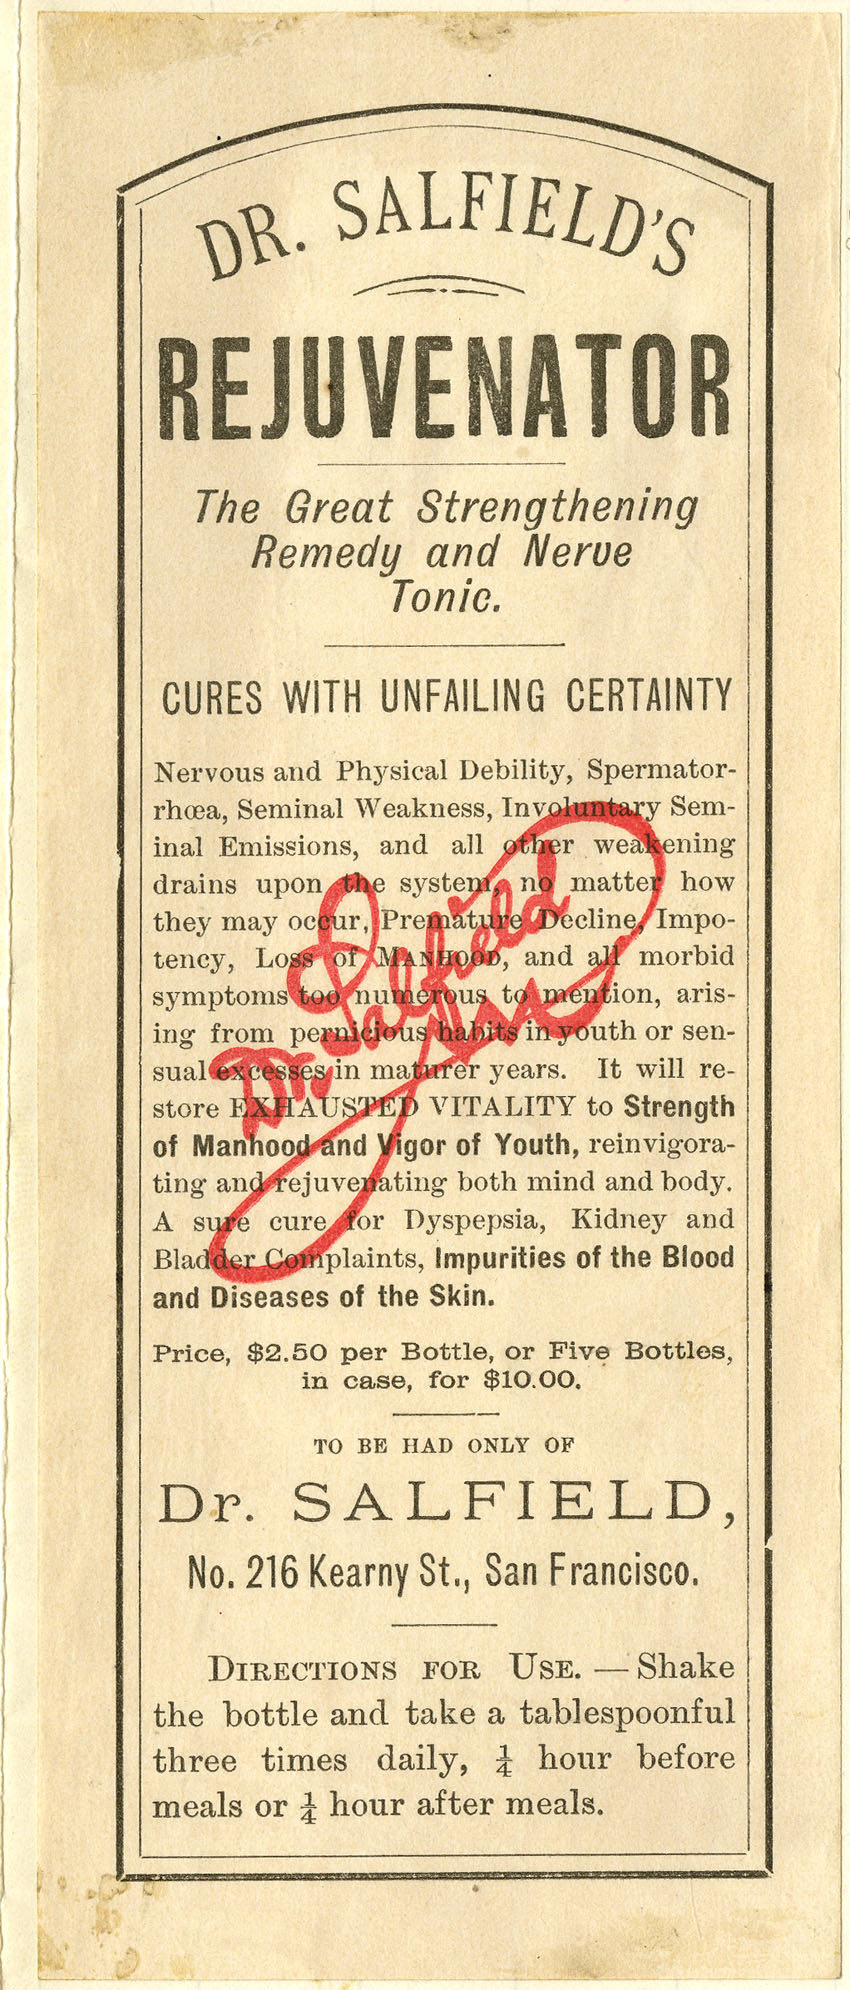 DR. SALFIELD'S
REJUVENATOR
The Great Strengthening
Remedy and Nerve
Tonic.
CURES WITH UNFAILING CERTAINTY
Nervous and Physical Debility, Spermator-
rhœa, Seminal Weakness, Involuntary Sem-
inal Emissions, and all other weakening
drains upon the system, no matter how
they may occur, Premature Decline, Impo-
tency, Loss of MANHOOD, and all morbid
symptoms too numerous to mention, aris-
ing from pernicious habits in youth or sen-
sual excesses in maturer years. It will re-
store EXHAUSTED VITALITY to Strength
of Manhood and Vigor of Youth, reinvigora-
ting and rejuvenating both mind and body.
A sure cure for Dyspepsia, Kidney and
Bladder Complaints, Impurities of the Blood
and Diseases of the Skin.
Dr. Salfield
Price, $2.50 per Bottle, or Five Bottles,
in case, for $10.00.
TO BE HAD ONLY OF
Dr. SALFIELD,
No. 216 Kearny St., San Francisco.
DIRECTIONS FOR USE. — Shake
the bottle and take a tablespoonful
three times daily, ¼ hour before
meals or ¼ hour after meals.